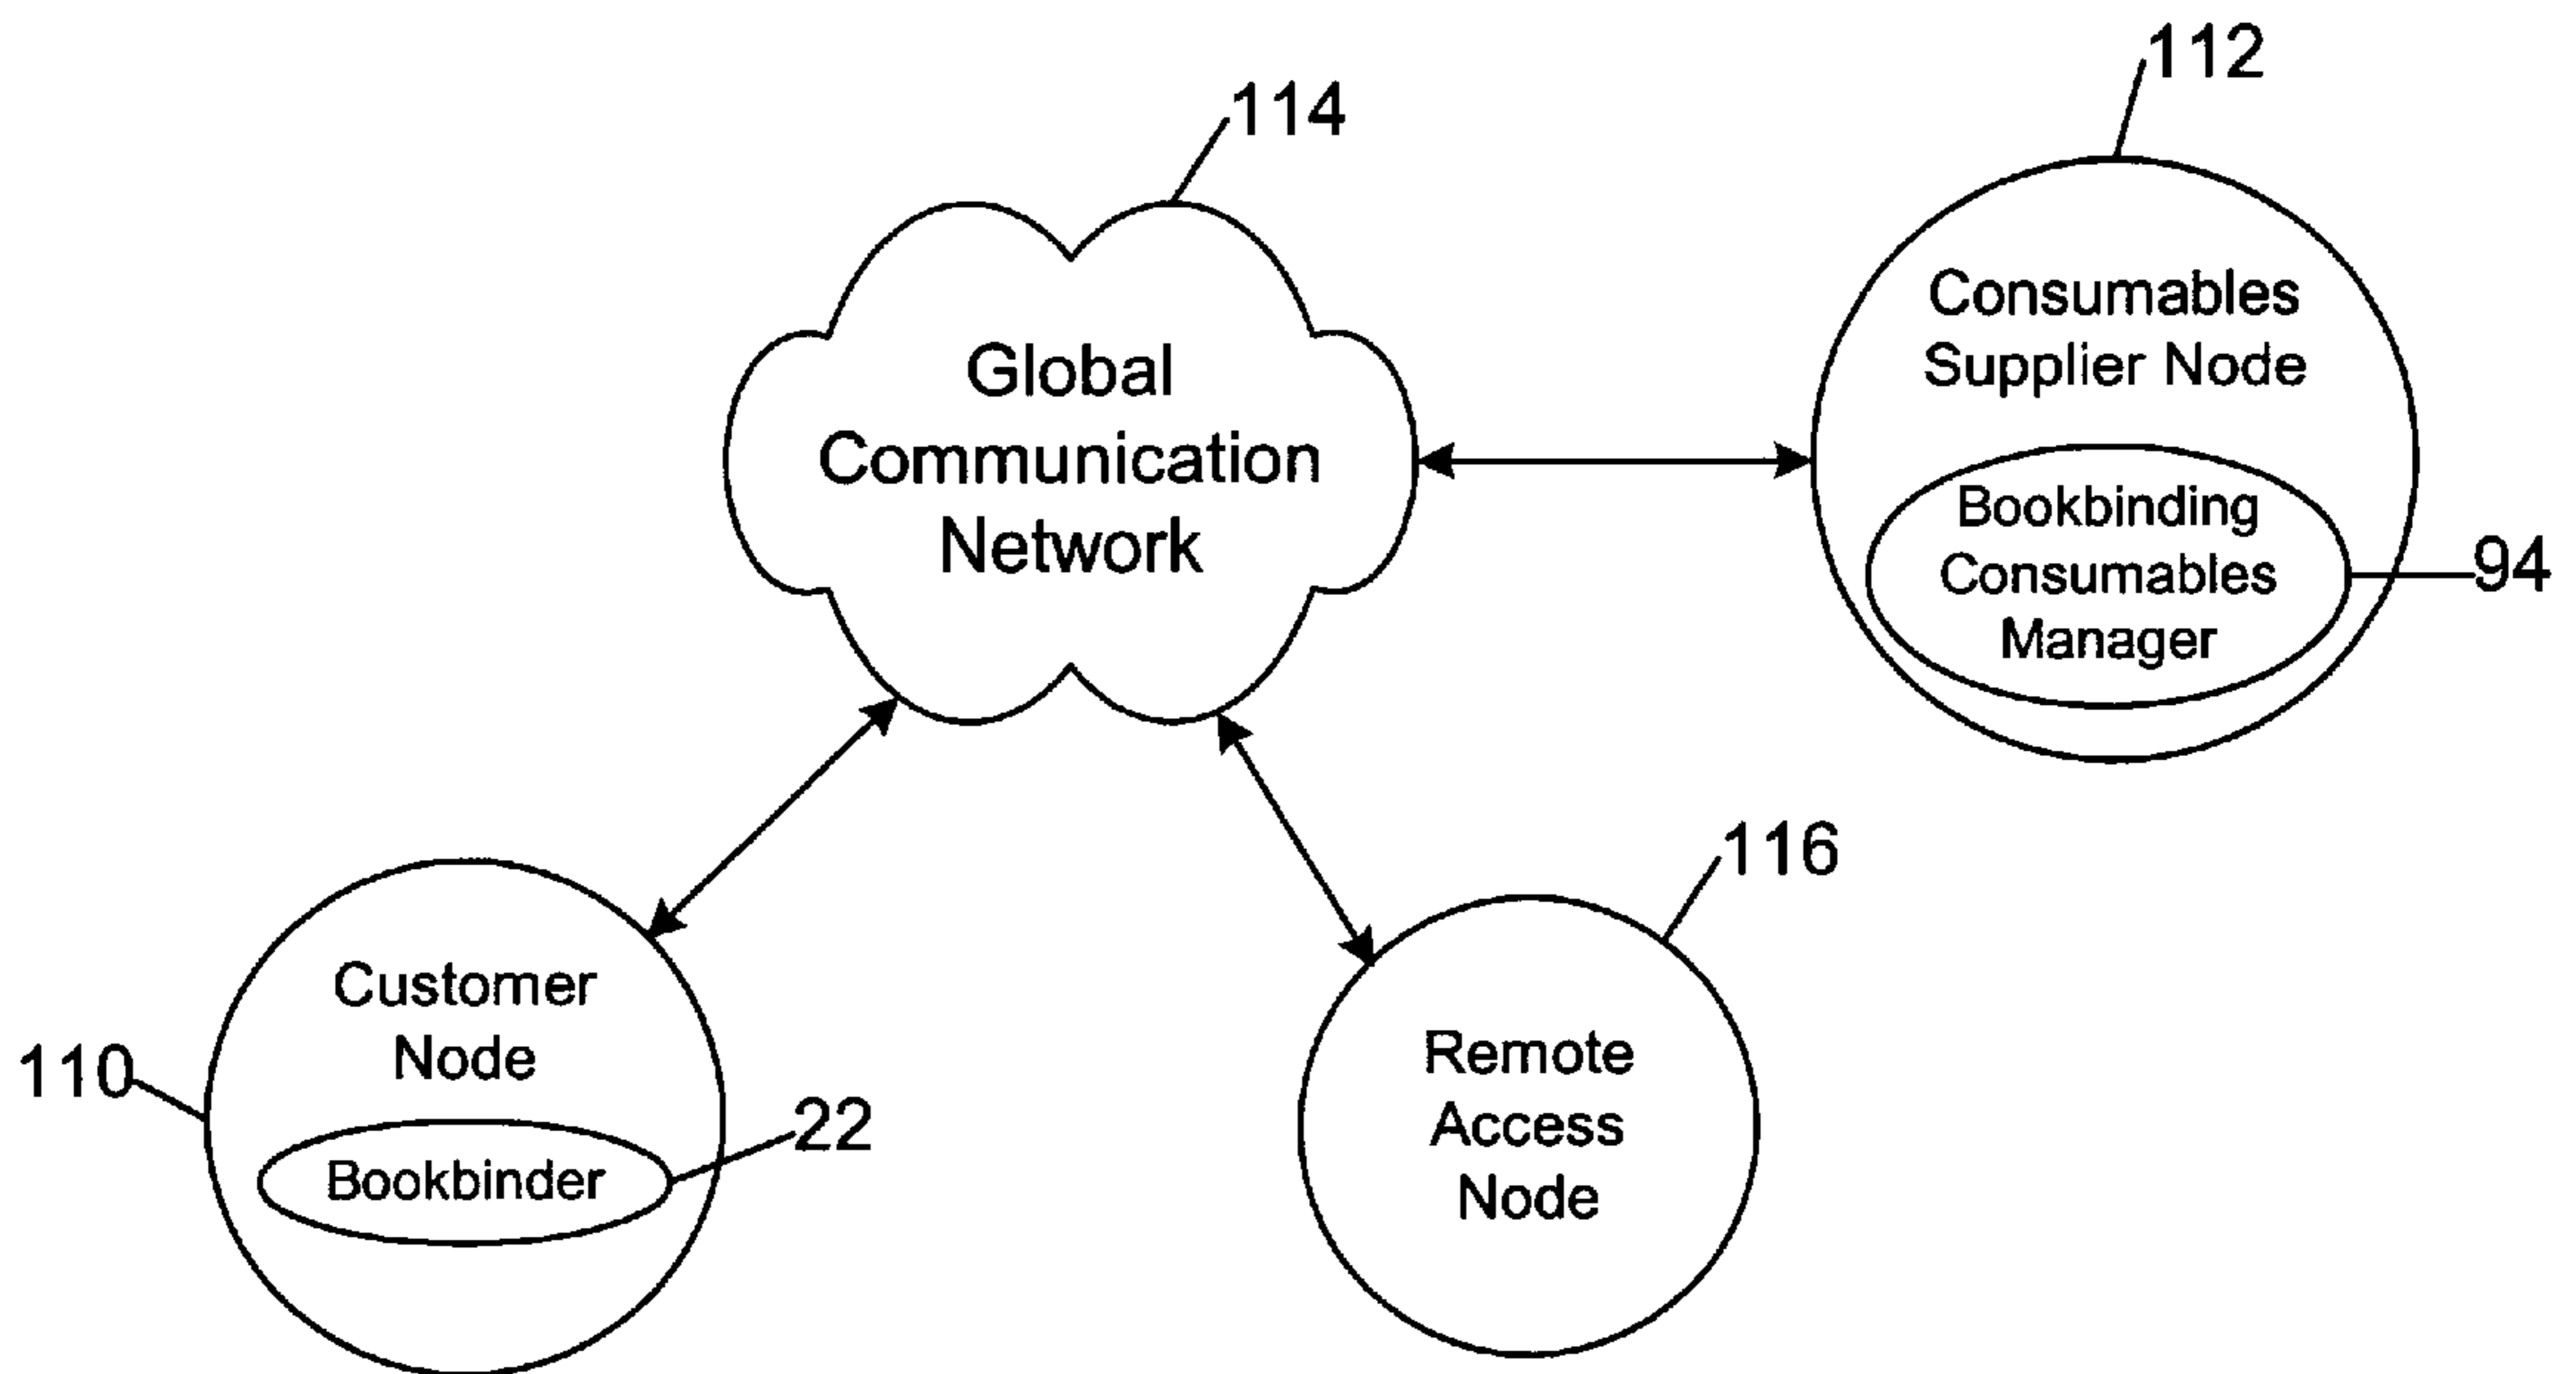 112
114
Consumables
Supplier Node
Global
Communication
Network
Bookbinding
Consumables
Manager
94
116
Customer
Node
110
22
Bookbinder
Remote
Access
Node